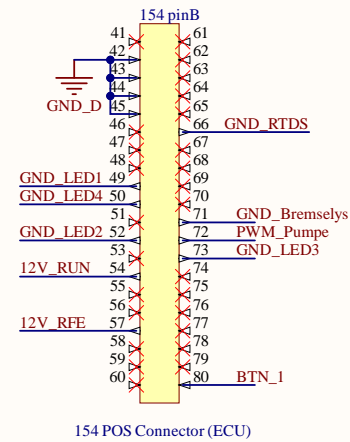 154 pinB
41 61
42 62
43 63
44 64
GND_D 45 65
46 66 GND_RTDS
47 67
48 68
GND_LED1 49 69
GND_LED4 50 70
51 71 GND_Bremselys
GND_LED2 52 72 PWM_Pumpe
53 73 GND_LED3
12V_RUN 54 74
55 75
56 76
12V_RFE 57 77
58 78
59 79
60 80 BTN_1
154 POS Connector (ECU)